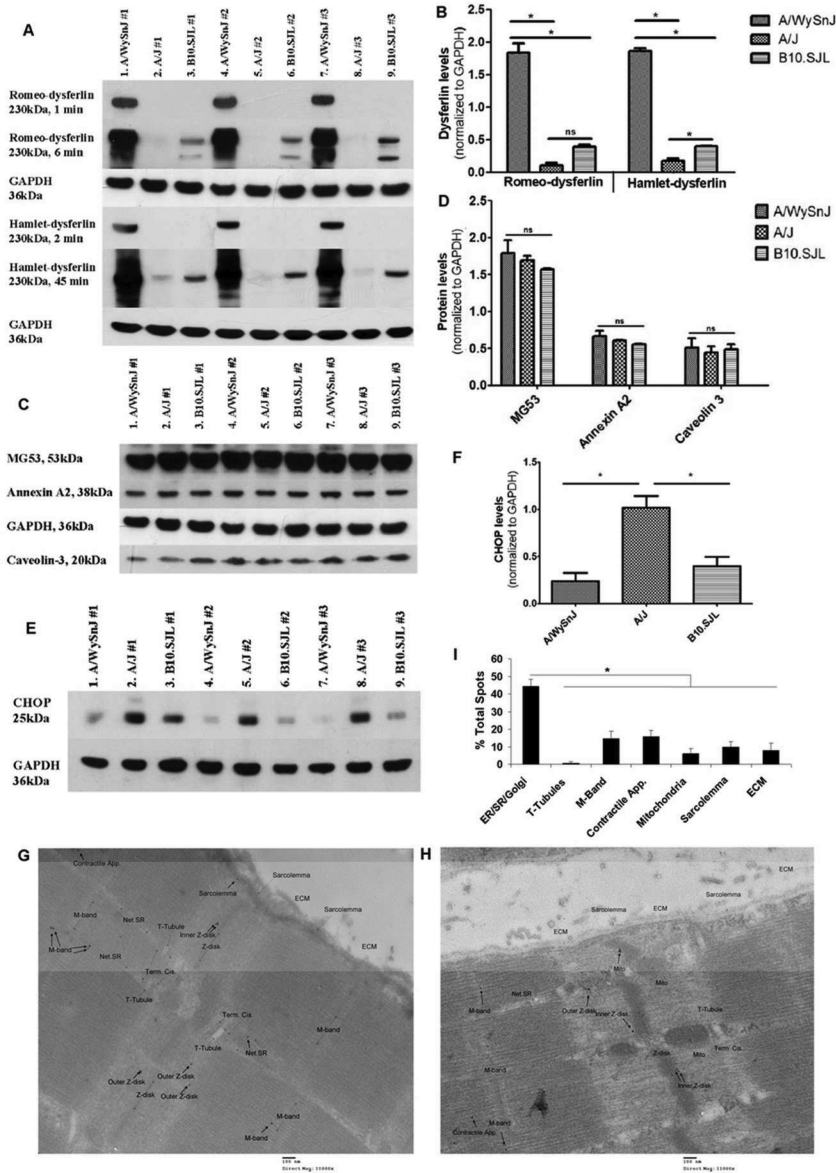 A
1. A/WySnJ #1
2. A/J #1
3. B10.SJL #1
4. A/WySnJ #2
5. A/J #2
6. B10.SJL #2
7. A/WySnJ #3
8. A/J #3
9. B10.SJL #3
Romeo-dysferlin
230kDa, 1 min
Romeo-dysferlin
230kDa, 6 min
GAPDH
36kDa
Hamlet-dysferlin
230kDa, 2 min
Hamlet-dysferlin
230kDa, 45 min
GAPDH
36kDa
B
Dysferlin levels
(normalized to GAPDH)
2.5
2.0
1.5
1.0
0.5
0.0
*
*
ns
*
*
*
A/WySnJ
A/J
B10.SJL
Romeo-dysferlin
Hamlet-dysferlin
D
Protein levels
(normalized to GAPDH)
2.5
2.0
1.5
1.0
0.5
0.0
ns
ns
ns
A/WySnJ
A/J
B10.SJL
MG53
Annexin A2
Caveolin 3
C
1. A/WySnJ #1
2. A/J #1
3. B10.SJL #1
4. A/WySnJ #2
5. A/J #2
6. B10.SJL #2
7. A/WySnJ #3
8. A/J #3
9. B10.SJL #3
MG53, 53kDa
Annexin A2, 38kDa
GAPDH, 36kDa
Caveolin-3, 20kDa
F
CHOP levels
(normalized to GAPDH)
1.5
1.0
0.5
0.0
*
*
A/WySnJ
A/J
B10.SJL
E
1. A/WySnJ #1
2. A/J #1
3. B10.SJL #1
4. A/WySnJ #2
5. A/J #2
6. B10.SJL #2
7. A/WySnJ #3
8. A/J #3
9. B10.SJL #3
CHOP
25kDa
GAPDH
36kDa
I
% Total Spots
60
50
40
30
20
10
0
*
ER/SR/Golgi
T-Tubules
M-Band
Contractile App.
Mitochondria
Sarcolemma
ECM
G
Contractile App.
Sarcolemma
Sarcolemma
ECM
Sarcolemma
M-band
Net.SR
T-Tubule
Inner Z-disk
Z-disk
ECM
M-band
Net.SR
Term. Cis.
T-Tubule
Term. Cis
M-band
T-Tubule
Net.SR
Outer Z-disk
Outer Z-disk
Z-disk
Outer Z-disk
M-band
100 nm
Direct Mag: 11000x
H
ECM
Sarcolemma
Sarcolemma
ECM
ECM
Mito
Mito
Net.SR
M-band
Outer Z-disk
Inner Z-disk
T-Tubule
Z-disk
Mito
Term. Cis.
M-band
Inner Z-disk
M-band
Contractile App.
100 nm
Direct Mag: 11000x